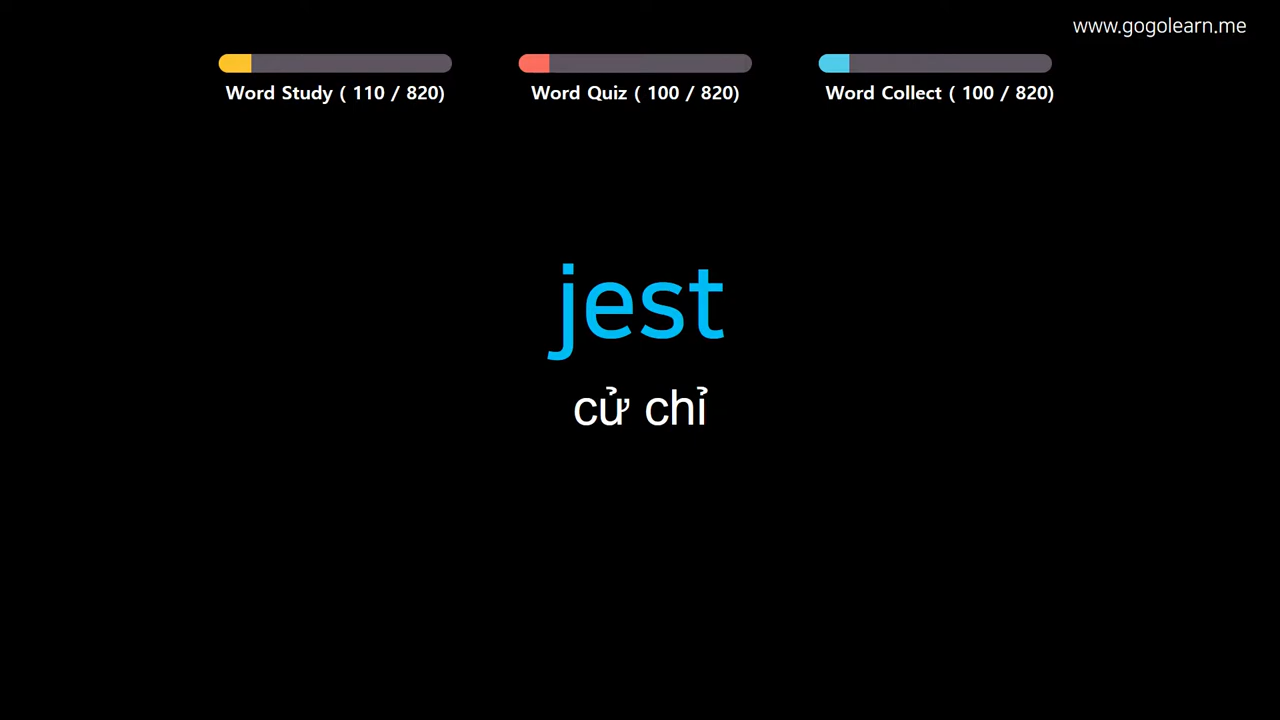 www.gogolearn.me
Word Study ( 110 / 820)
Word Quiz ( 100 / 820)
Word Collect ( 100 / 820)
jest
cử chỉ